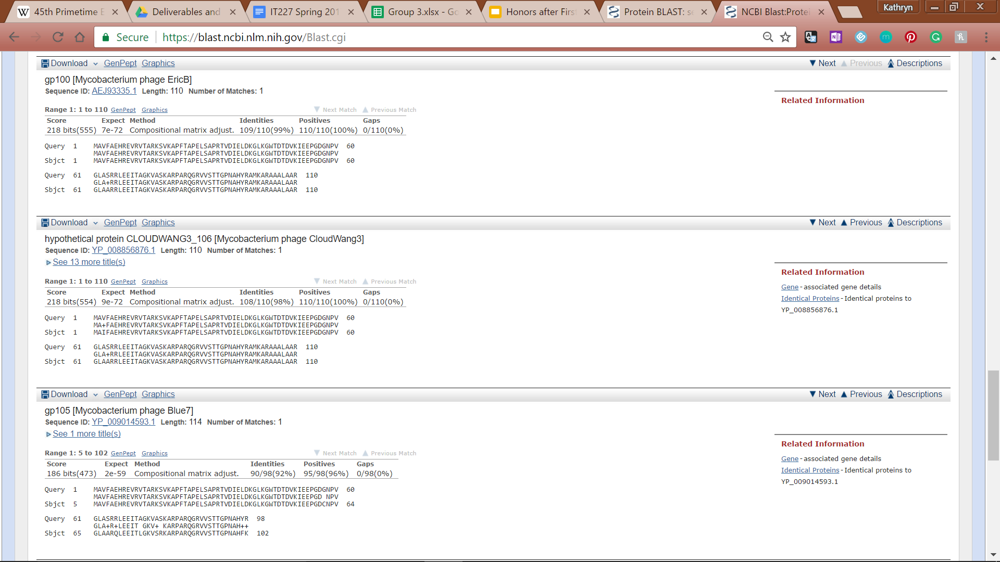 45th Primetime E
Deliverables and
IT227 Spring 201
Group 3.xlsx - Go
Honors after First
Protein BLAST: se
NCBI Blast:Protei
Kathryn
Secure https://blast.ncbi.nlm.nih.gov/Blast.cgi
Download GenPept Graphics Next Previous Descriptions
gp100 [Mycobacterium phage EricB]
Sequence ID: AEJ93335.1 Length: 110 Number of Matches: 1
Related Information
Range 1: 1 to 110 GenPept Graphics Next Match Previous Match
Score Expect Method Identities Positives Gaps
218 bits(555) 7e-72 Compositional matrix adjust. 109/110(99%) 110/110(100%) 0/110(0%)
Query 1 MAVFAEHREVRVTARKSVKAPFTAPELSAPRTVDIELDKGLKGWTDTDVKIEEPGDGNPV 60
MAVFAEHREVRVTARKSVKAPFTAPELSAPRTVDIELDKGLKGWTDTDVKIEEPGDGNPV
Sbjct 1 MAVFAEHREVRVTARKSVKAPFTAPELSAPRTVDIELDKGLKGWTDTDVKIEEPGDGNPV 60
Query 61 GLASRRLEEITAGKVASKARPARQGRVVSTTGPNAHYRAMKARAAALAAR 110
GLA+RRLEEITAGKVASKARPARQGRVVSTTGPNAHYRAMKARAAALAAR
Sbjct 61 GLAARRLEEITAGKVASKARPARQGRVVSTTGPNAHYRAMKARAAALAAR 110
Download GenPept Graphics Next Previous Descriptions
hypothetical protein CLOUDWANG3_106 [Mycobacterium phage CloudWang3]
Sequence ID: YP_008856876.1 Length: 110 Number of Matches: 1
See 13 more title(s)
Related Information
Range 1: 1 to 110 GenPept Graphics Next Match Previous Match
Gene - associated gene details
Score Expect Method Identities Positives Gaps
Identical Proteins - Identical proteins to
218 bits(554) 9e-72 Compositional matrix adjust. 108/110(98%) 110/110(100%) 0/110(0%)
YP_008856876.1
Query 1 MAVFAEHREVRVTARKSVKAPFTAPELSAPRTVDIELDKGLKGWTDTDVKIEEPGDGNPV 60
MA+FAEHREVRVTARKSVKAPFTAPELSAPRTVDIELDKGLKGWTDTDVKIEEPGDGNPV
Sbjct 1 MAIFAEHREVRVTARKSVKAPFTAPELSAPRTVDIELDKGLKGWTDTDVKIEEPGDGNPV 60
Query 61 GLASRRLEEITAGKVASKARPARQGRVVSTTGPNAHYRAMKARAAALAAR 110
GLA+RRLEEITAGKVASKARPARQGRVVSTTGPNAHYRAMKARAAALAAR
Sbjct 61 GLAARRLEEITAGKVASKARPARQGRVVSTTGPNAHYRAMKARAAALAAR 110
Download GenPept Graphics Next Previous Descriptions
gp105 [Mycobacterium phage Blue7]
Sequence ID: YP_009014593.1 Length: 114 Number of Matches: 1
See 1 more title(s)
Related Information
Range 1: 5 to 102 GenPept Graphics Next Match Previous Match
Gene - associated gene details
Score Expect Method Identities Positives Gaps
Identical Proteins - Identical proteins to
186 bits(473) 2e-59 Compositional matrix adjust. 90/98(92%) 95/98(96%) 0/98(0%)
YP_009014593.1
Query 1 MAVFAEHREVRVTARKSVKAPFTAPELSAPRTVDIELDKGLKGWTDTDVKIEEPGDGNPV 60
MAVFAEHREVRVTARKSVKAPFTAPELSAPRTVDIELDKGLKGWTDTDVKIEEPGD NPV
Sbjct 5 MAVFAEHREVRVTARKSVKAPFTAPELSAPRTVDIELDKGLKGWTDTDVKIEEPGDCNPV 64
Query 61 GLASRRLEEITAGKVASKARPARQGRVVSTTGPNAHYR 98
GLA+R+LEEIT GKV+ KARPARQGRVVSTTGPNAH++
Sbjct 65 GLAARQLEEITLGKVSRKARPARQGRVVSTTGPNAHFK 102